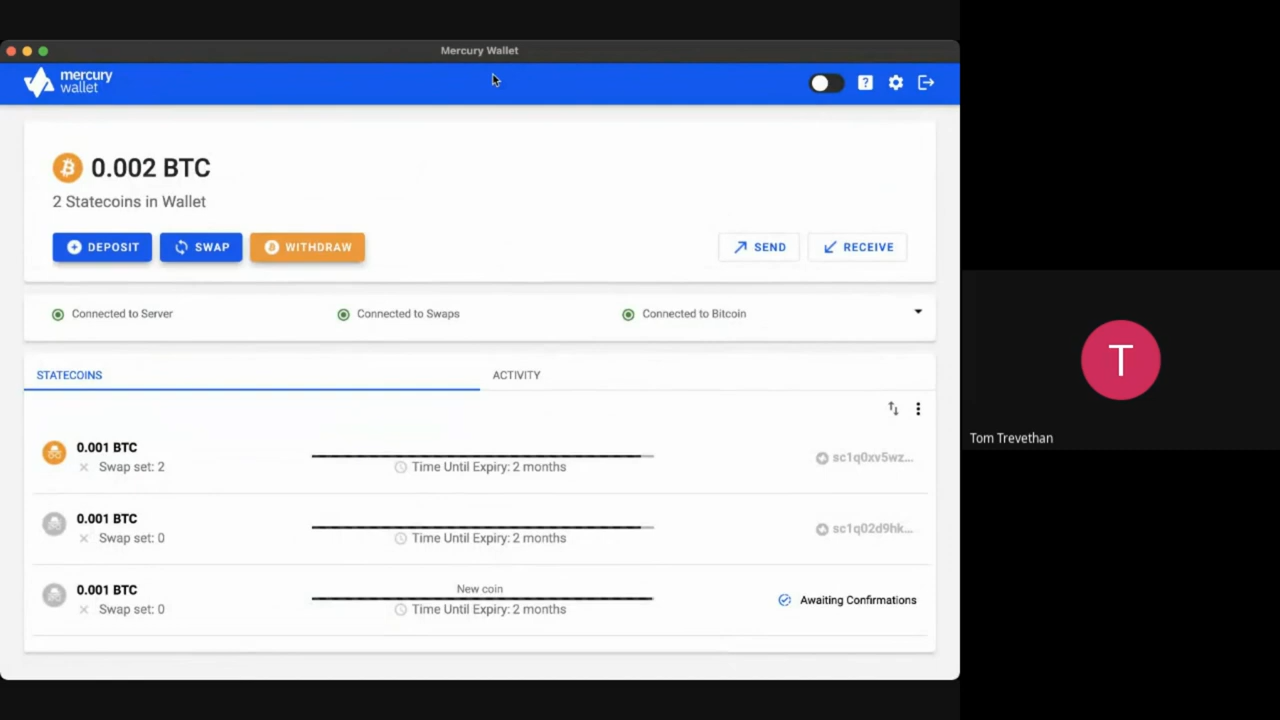 Mercury Wallet
mercury
wallet
?
0.002 BTC
2 Statecoins in Wallet
DEPOSIT
SWAP
WITHDRAW
SEND
RECEIVE
Connected to Server
Connected to Swaps
Connected to Bitcoin
STATECOINS
ACTIVITY
0.001 BTC
Swap set: 2
Time Until Expiry: 2 months
sc1q0xv5wz...
0.001 BTC
Swap set: 0
Time Until Expiry: 2 months
sc1q02d9hk...
0.001 BTC
Swap set: 0
New coin
Time Until Expiry: 2 months
Awaiting Confirmations
T
Tom Trevethan